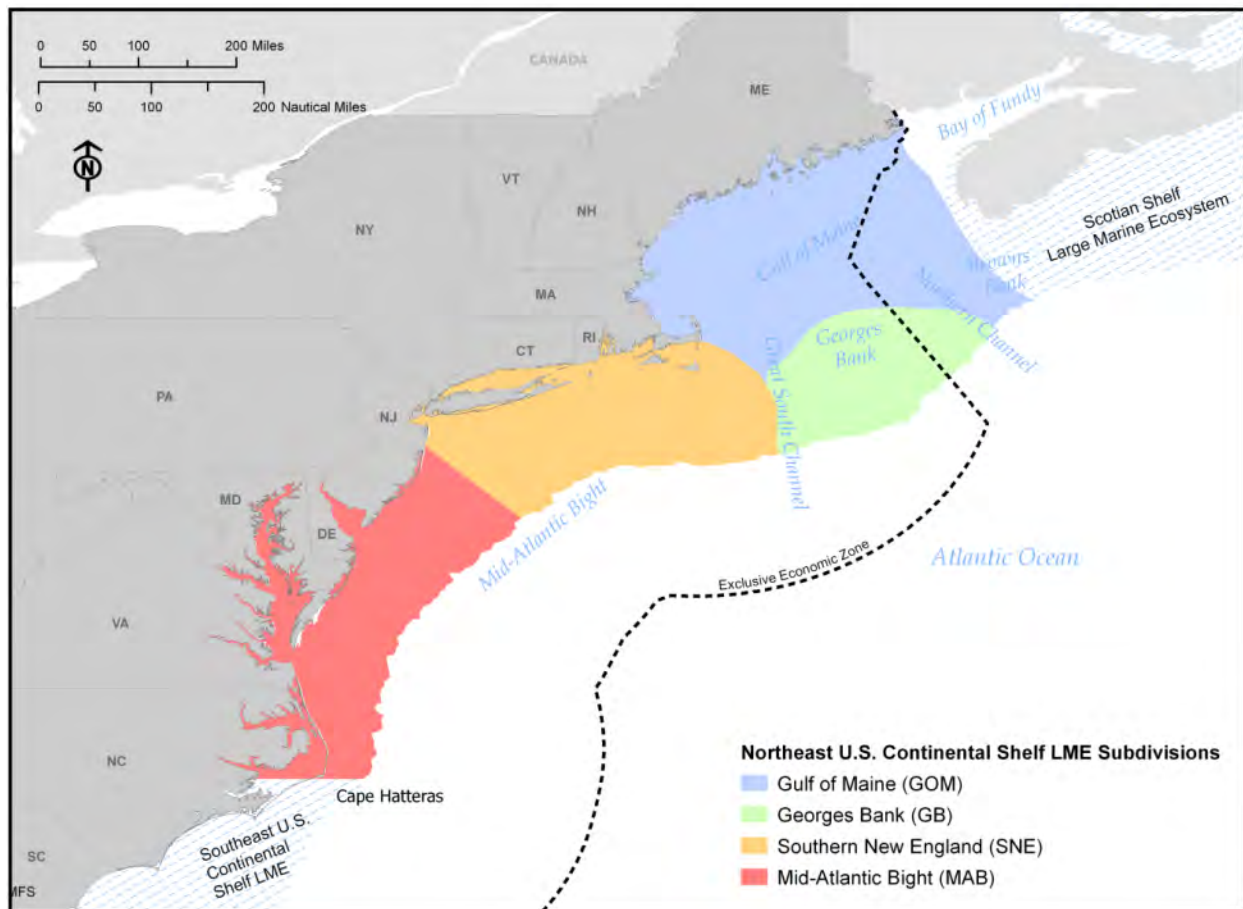 0 50 100 200 Miles
0 50 100 200 Nautical Miles
N
CANADA
ME
Bay of Fundy
VT
NH
NY
Scotian Shelf
Large Marine Ecosystem
Gulf of Maine
Browns
Bank
Northern Channel
MA
Georges
Bank
CT
RI
Great South Channel
PA
NJ
MD
DE
Mid-Atlantic Bight
Atlantic Ocean
Exclusive Economic Zone
VA
NC
Cape Hatteras
Southeast U.S.
Continental
Shelf LME
SC
MFS
Northeast U.S. Continental Shelf LME Subdivisions
Gulf of Maine (GOM)
Georges Bank (GB)
Southern New England (SNE)
Mid-Atlantic Bight (MAB)